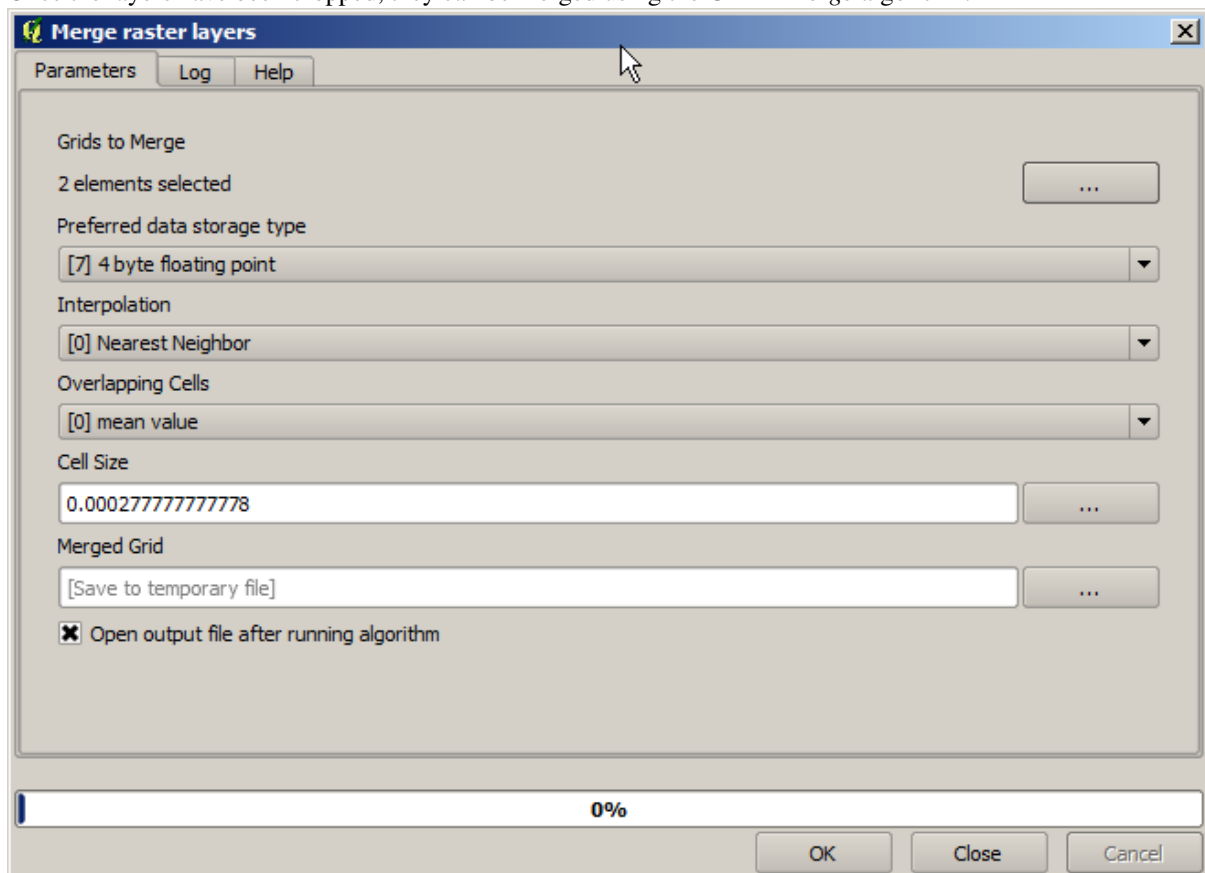 Merge raster layers
Parameters Log Help
Grids to Merge
2 elements selected
...
Preferred data storage type
[7] 4 byte floating point
Interpolation
[0] Nearest Neighbor
Overlapping Cells
[0] mean value
Cell Size
0.000277777777778
...
Merged Grid
[Save to temporary file]
...
Open output file after running algorithm
0%
OK Close Cancel